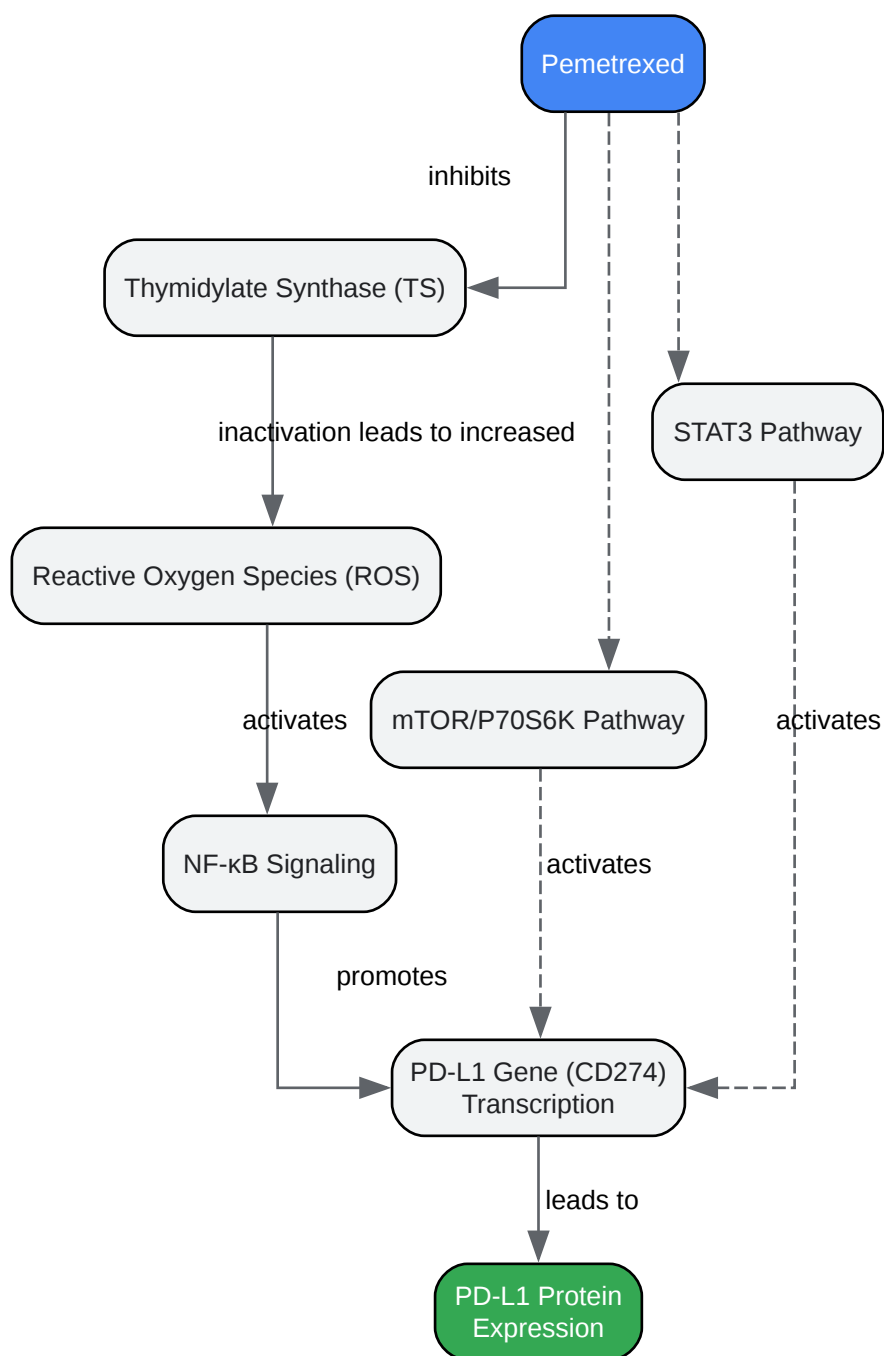 Pemetrexed
inhibits
Thymidylate Synthase (TS)
inactivation leads to increased
STAT3 Pathway
Reactive Oxygen Species (ROS)
activates
mTOR/P70S6K Pathway
activates
NF-κB Signaling
activates
promotes
PD-L1 Gene (CD274)
Transcription
leads to
PD-L1 Protein
Expression